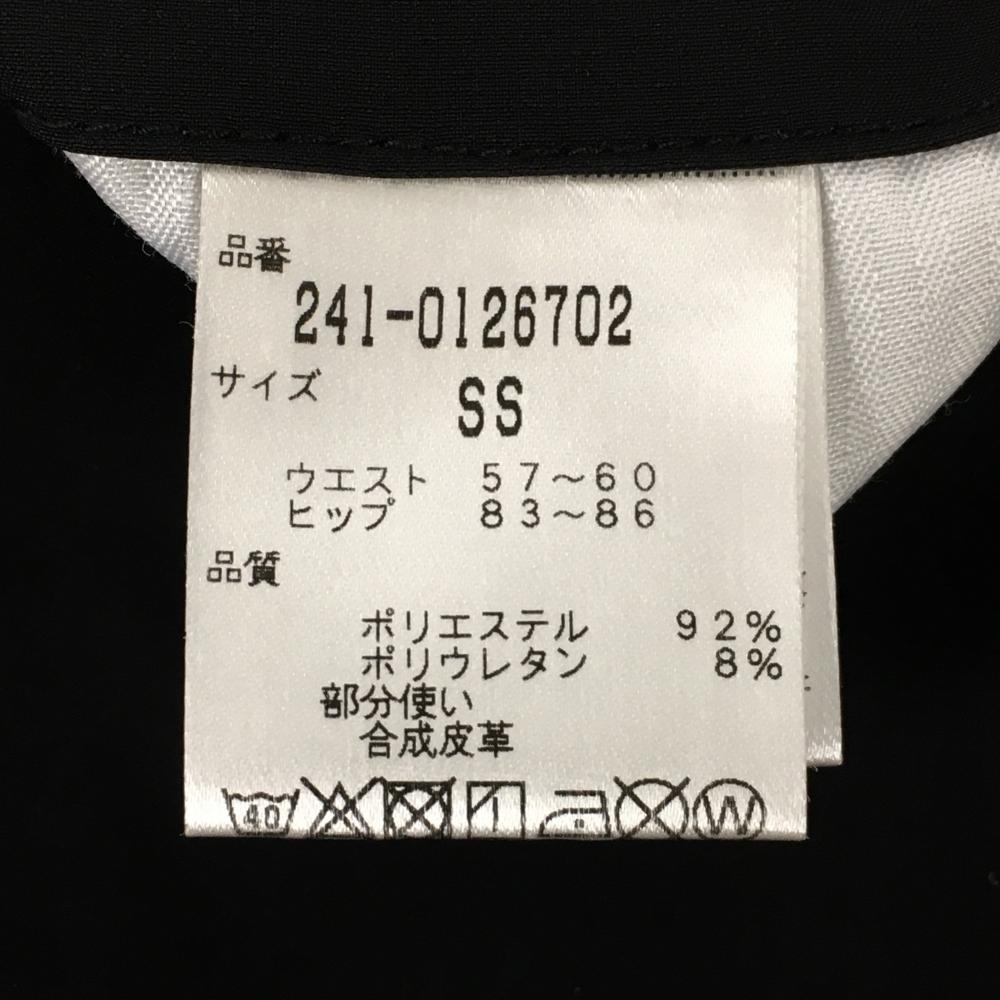 品番
241-0126702
サイズ
SS
ウエスト 57～60
ヒップ 83～86
品質
ポリエステル 92%
ポリウレタン 8%
部分使い
合成皮革
40
W